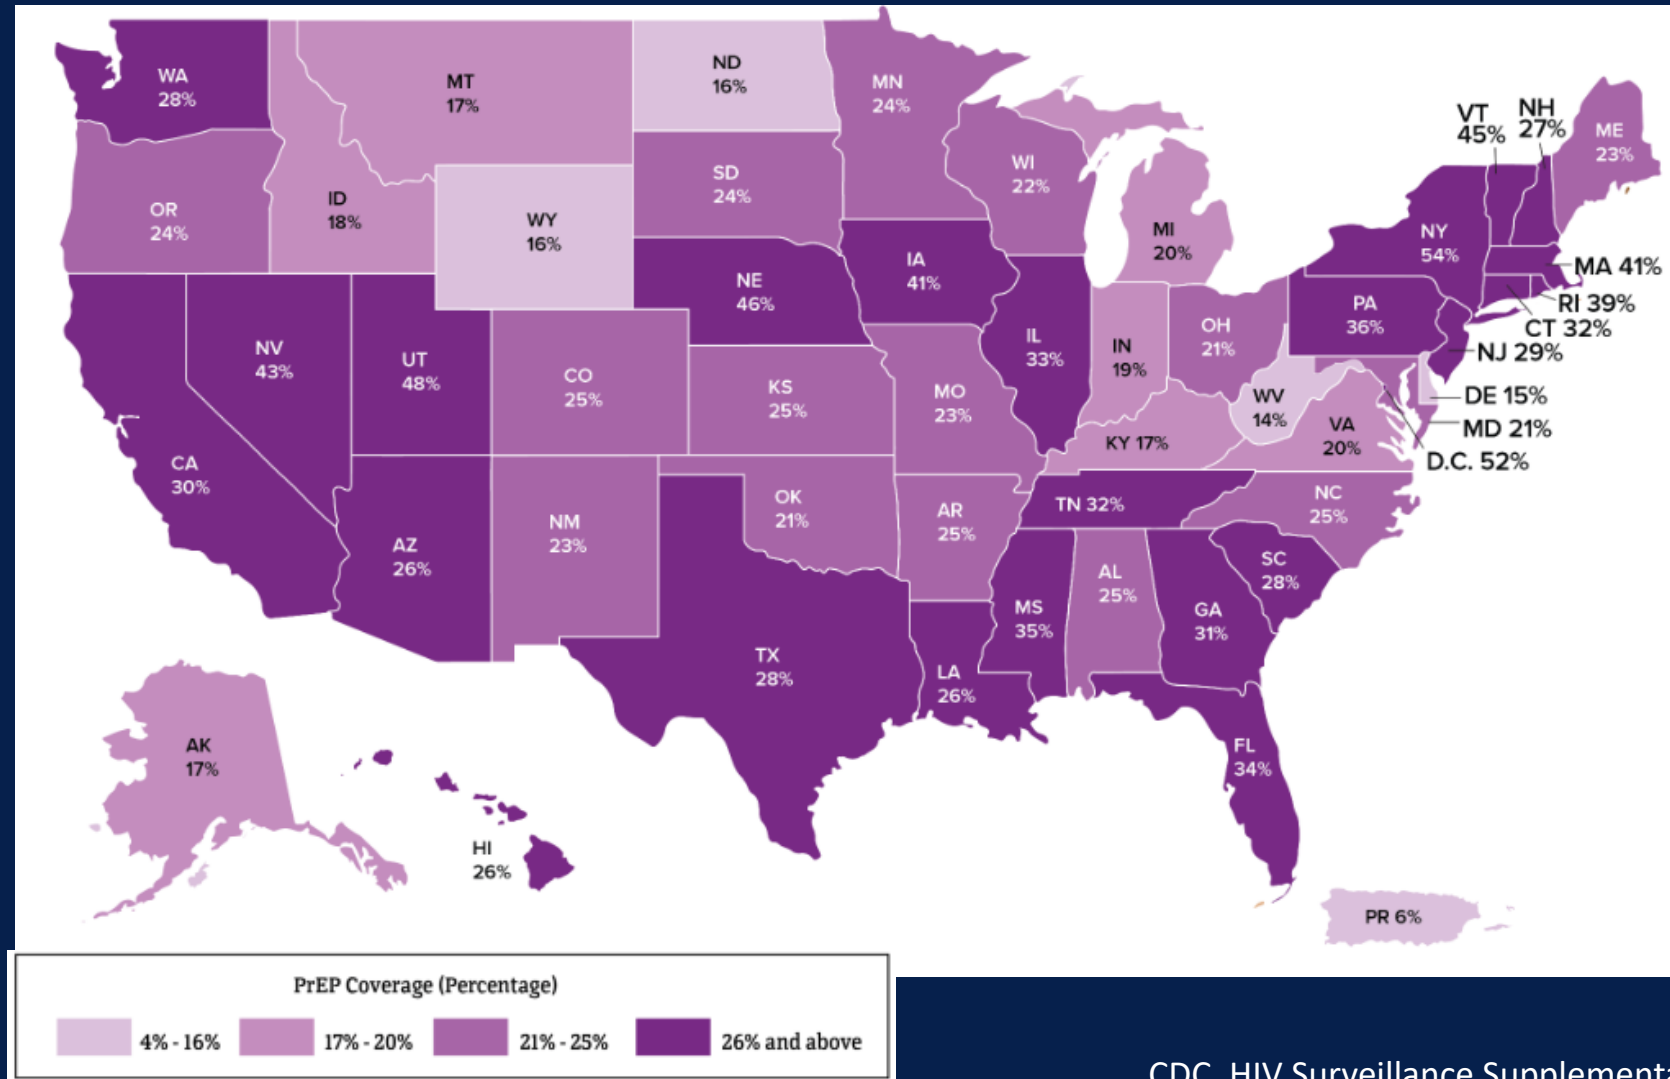 WA
28%
MT
17%
ND
16%
MN
24%
VT
45%
NH
27%
ME
23%
OR
24%
ID
18%
WY
16%
SD
24%
WI
22%
MI
20%
NY
54%
MA 41%
RI 39%
CT 32%
NJ 29%
DE 15%
MD 21%
D.C. 52%
NV
43%
UT
48%
CO
25%
NE
46%
IA
41%
IL
33%
IN
19%
OH
21%
PA
36%
KS
25%
MO
23%
KY 17%
WV
14%
VA
20%
CA
30%
AZ
26%
NM
23%
OK
21%
AR
25%
TN 32%
NC
25%
SC
28%
TX
28%
LA
26%
MS
35%
AL
25%
GA
31%
FL
34%
AK
17%
HI
26%
PR 6%
PrEP Coverage (Percentage)
4% - 16%
17% - 20%
21% - 25%
26% and above
CDC. HIV Surveillance Supplementa